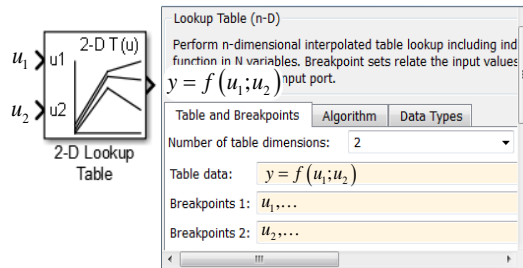 u₁
u₂
2-D T(u)
u1
u2
2-D Lookup
Table
Lookup Table (n-D)
Perform n-dimensional interpolated table lookup including ind
function in N variables. Breakpoint sets relate the input values
y = f(u₁;u₂)
nput port.
Table and Breakpoints
Algorithm
Data Types
Number of table dimensions: 2
Table data: y = f(u₁;u₂)
Breakpoints 1: u₁,...
Breakpoints 2: u₂,...